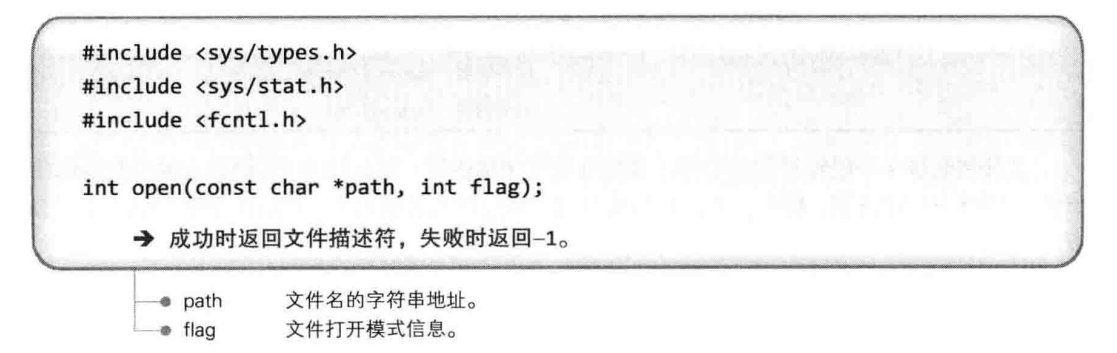 #include <sys/types.h>
#include <sys/stat.h>
#include <fcntl.h>
int open(const char *path, int flag);
➔ 成功时返回文件描述符，失败时返回–1。
path 文件名的字符串地址。
flag 文件打开模式信息。